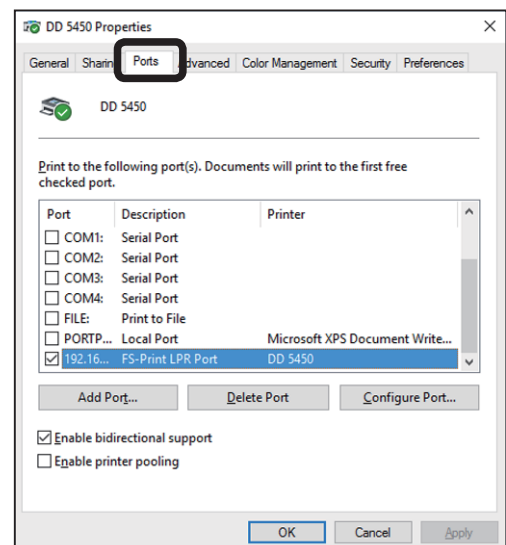 DD 5450 Properties
General Sharin Ports dvanced Color Management Security Preferences
DD 5450
Print to the following port(s). Documents will print to the first free
checked port.
Port Description Printer
COM1: Serial Port
COM2: Serial Port
COM3: Serial Port
COM4: Serial Port
FILE: Print to File
PORTP... Local Port Microsoft XPS Document Write...
192.16... FS-Print LPR Port DD 5450
Add Port... Delete Port Configure Port...
Enable bidirectional support
Enable printer pooling
OK Cancel Apply